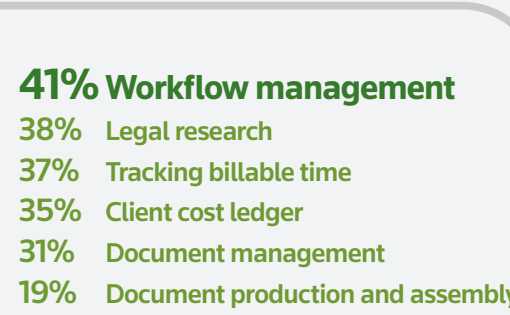 41% Workflow management
38% Legal research
37% Tracking billable time
35% Client cost ledger
31% Document management
19% Document production and assembly